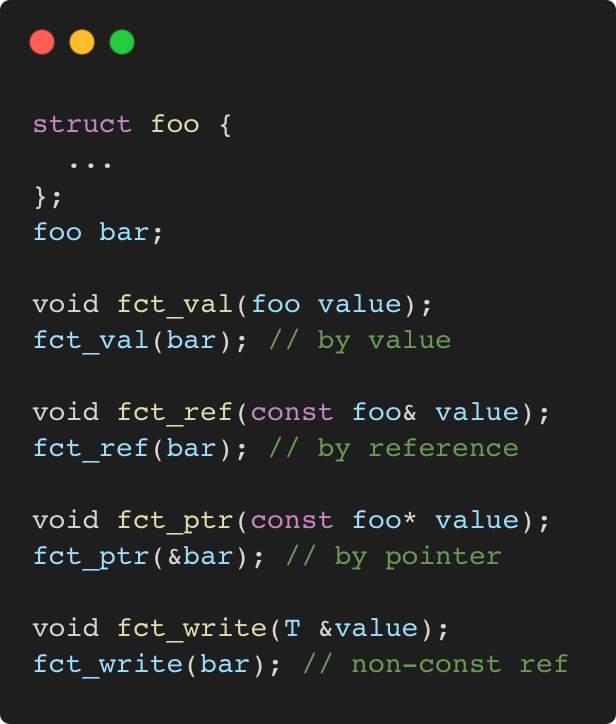 struct foo {
  ...
};
foo bar;
void fct_val(foo value);
fct_val(bar); // by value
void fct_ref(const foo& value);
fct_ref(bar); // by reference
void fct_ptr(const foo* value);
fct_ptr(&bar); // by pointer
void fct_write(T &value);
fct_write(bar); // non-const ref